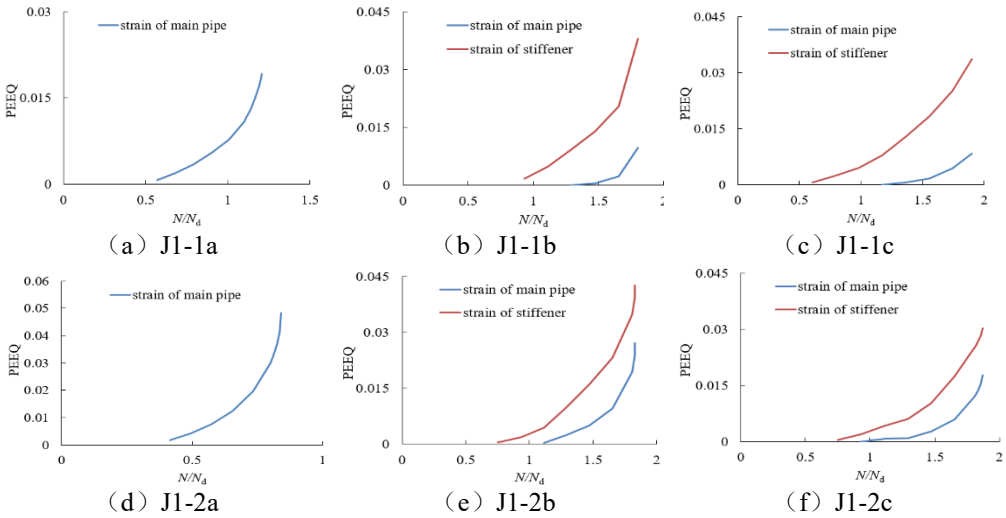 0.03
strain of main pipe
0.015
PEEQ
0
0
0.5
1
1.5
N/Nd
（a）J1-1a
0.045
strain of main pipe
strain of stiffener
0.03
PEEQ
0.015
0
0
0.5
1
1.5
2
N/Nd
（b）J1-1b
0.045
strain of main pipe
strain of stiffener
0.03
PEEQ
0.015
0
0
0.5
1
1.5
2
N/Nd
（c）J1-1c
0.06
strain of main pipe
0.05
0.04
PEEQ
0.03
0.02
0.01
0
0
0.5
1
N/Nd
（d）J1-2a
0.045
strain of main pipe
strain of stiffener
0.03
PEEQ
0.015
0
0
0.5
1
1.5
2
N/Nd
（e）J1-2b
0.045
strain of main pipe
strain of stiffener
0.03
PEEQ
0.015
0
0
0.5
1
1.5
2
N/Nd
（f）J1-2c